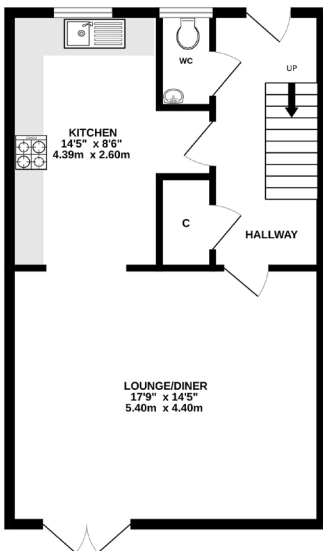 WC
UP
KITCHEN
14'5" x 8'6"
4.39m x 2.60m
C
HALLWAY
LOUNGE/DINER
17'9" x 14'5"
5.40m x 4.40m